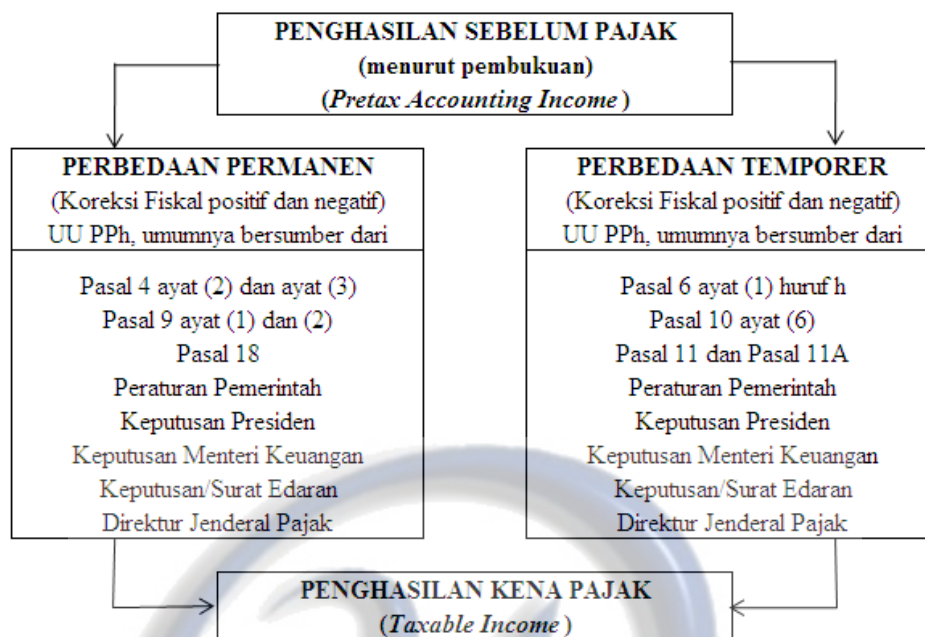 PENGHASILAN SEBELUM PAJAK
(menurut pembukuan)
(Pretax Accounting Income )
PERBEDAAN PERMANEN
(Koreksi Fiskal positif dan negatif)
UU PPh, umumnya bersumber dari
Pasal 4 ayat (2) dan ayat (3)
Pasal 9 ayat (1) dan (2)
Pasal 18
Peraturan Pemerintah
Keputusan Presiden
Keputusan Menteri Keuangan
Keputusan/Surat Edaran
Direktur Jenderal Pajak
PERBEDAAN TEMPORER
(Koreksi Fiskal positif dan negatif)
UU PPh, umumnya bersumber dari
Pasal 6 ayat (1) huruf h
Pasal 10 ayat (6)
Pasal 11 dan Pasal 11A
Peraturan Pemerintah
Keputusan Presiden
Keputusan Menteri Keuangan
Keputusan/Surat Edaran
Direktur Jenderal Pajak
PENGHASILAN KENA PAJAK
(Taxable Income )